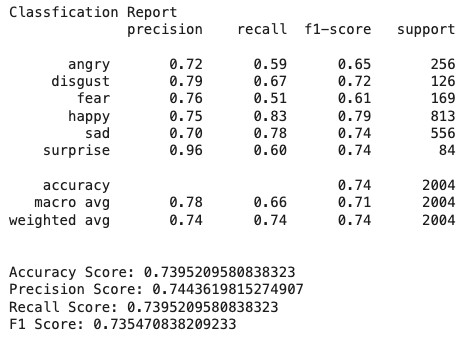 Classfication Report
precision recall f1-score support
angry 0.72 0.59 0.65 256
disgust 0.79 0.67 0.72 126
fear 0.76 0.51 0.61 169
happy 0.75 0.83 0.79 813
sad 0.70 0.78 0.74 556
surprise 0.96 0.60 0.74 84
accuracy 0.74 2004
macro avg 0.78 0.66 0.71 2004
weighted avg 0.74 0.74 0.74 2004
Accuracy Score: 0.7395209580838323
Precision Score: 0.7443619815274907
Recall Score: 0.7395209580838323
F1 Score: 0.735470838209233